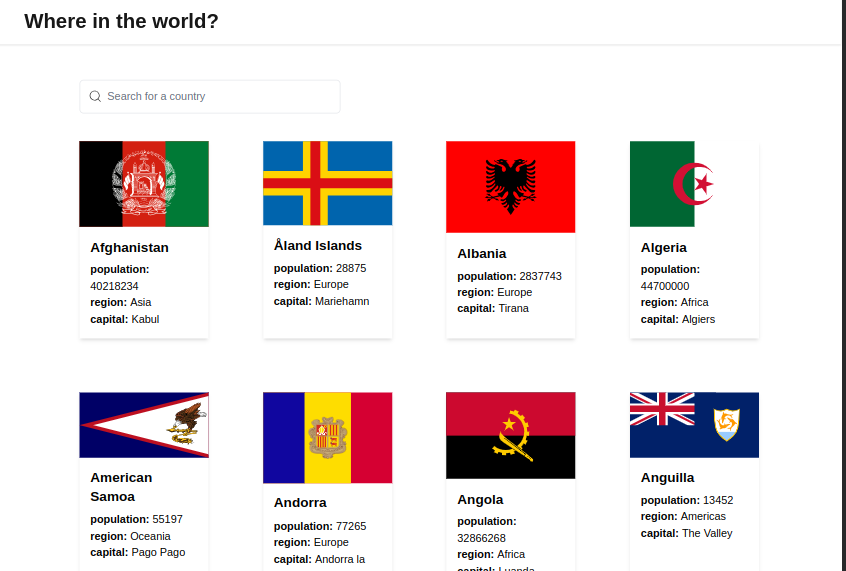 Where in the world?
Search for a country
Afghanistan
population:
40218234
region: Asia
capital: Kabul
Åland Islands
population: 28875
region: Europe
capital: Mariehamn
Albania
population: 2837743
region: Europe
capital: Tirana
Algeria
population:
44700000
region: Africa
capital: Algiers
American
Samoa
population: 55197
region: Oceania
capital: Pago Pago
Andorra
population: 77265
region: Europe
capital: Andorra la
Angola
population:
32866268
region: Africa
capital: Luanda
Anguilla
population: 13452
region: Americas
capital: The Valley